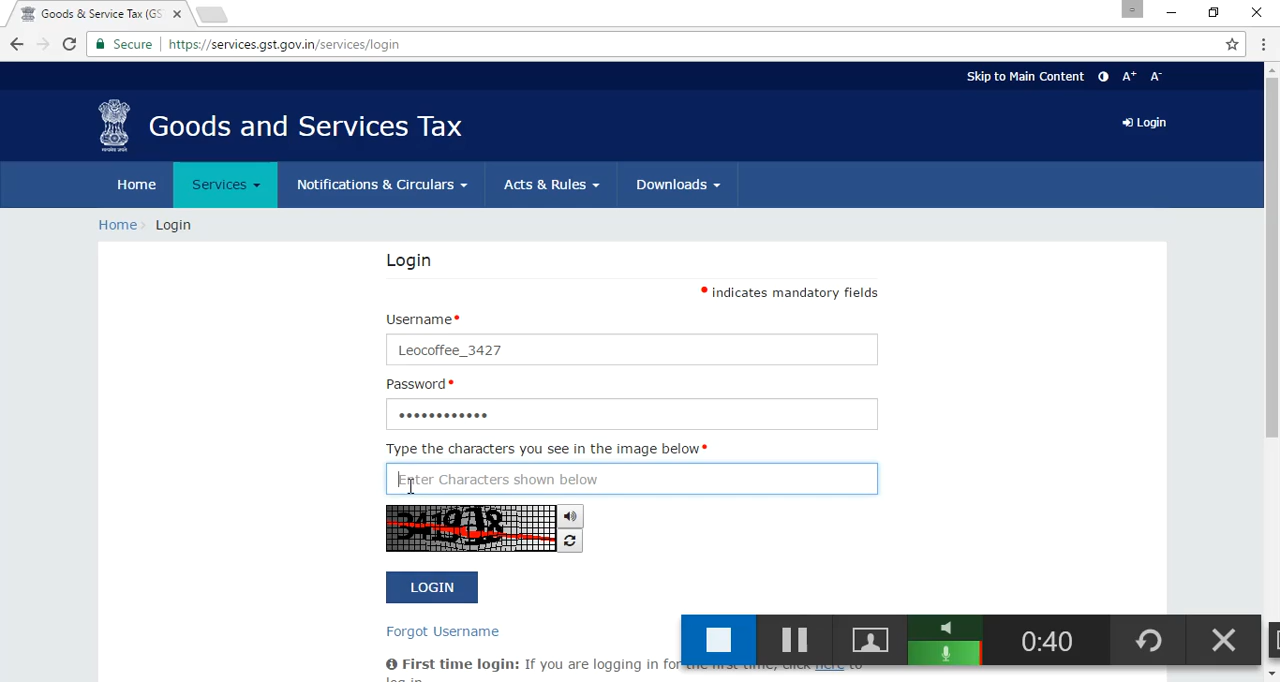 Goods & Service Tax (GS
Secure | https://services.gst.gov.in/services/login
Skip to Main Content A+ A-
Goods and Services Tax
Login
Home Services Notifications & Circulars Acts & Rules Downloads
Home > Login
Login
• indicates mandatory fields
Username•
Leocoffee_3427
Password•
••••••••••••
Type the characters you see in the image below•
Enter Characters shown below
LOGIN
Forgot Username
First time login: If you are logging in for the first time, click here to
log in.
0:40